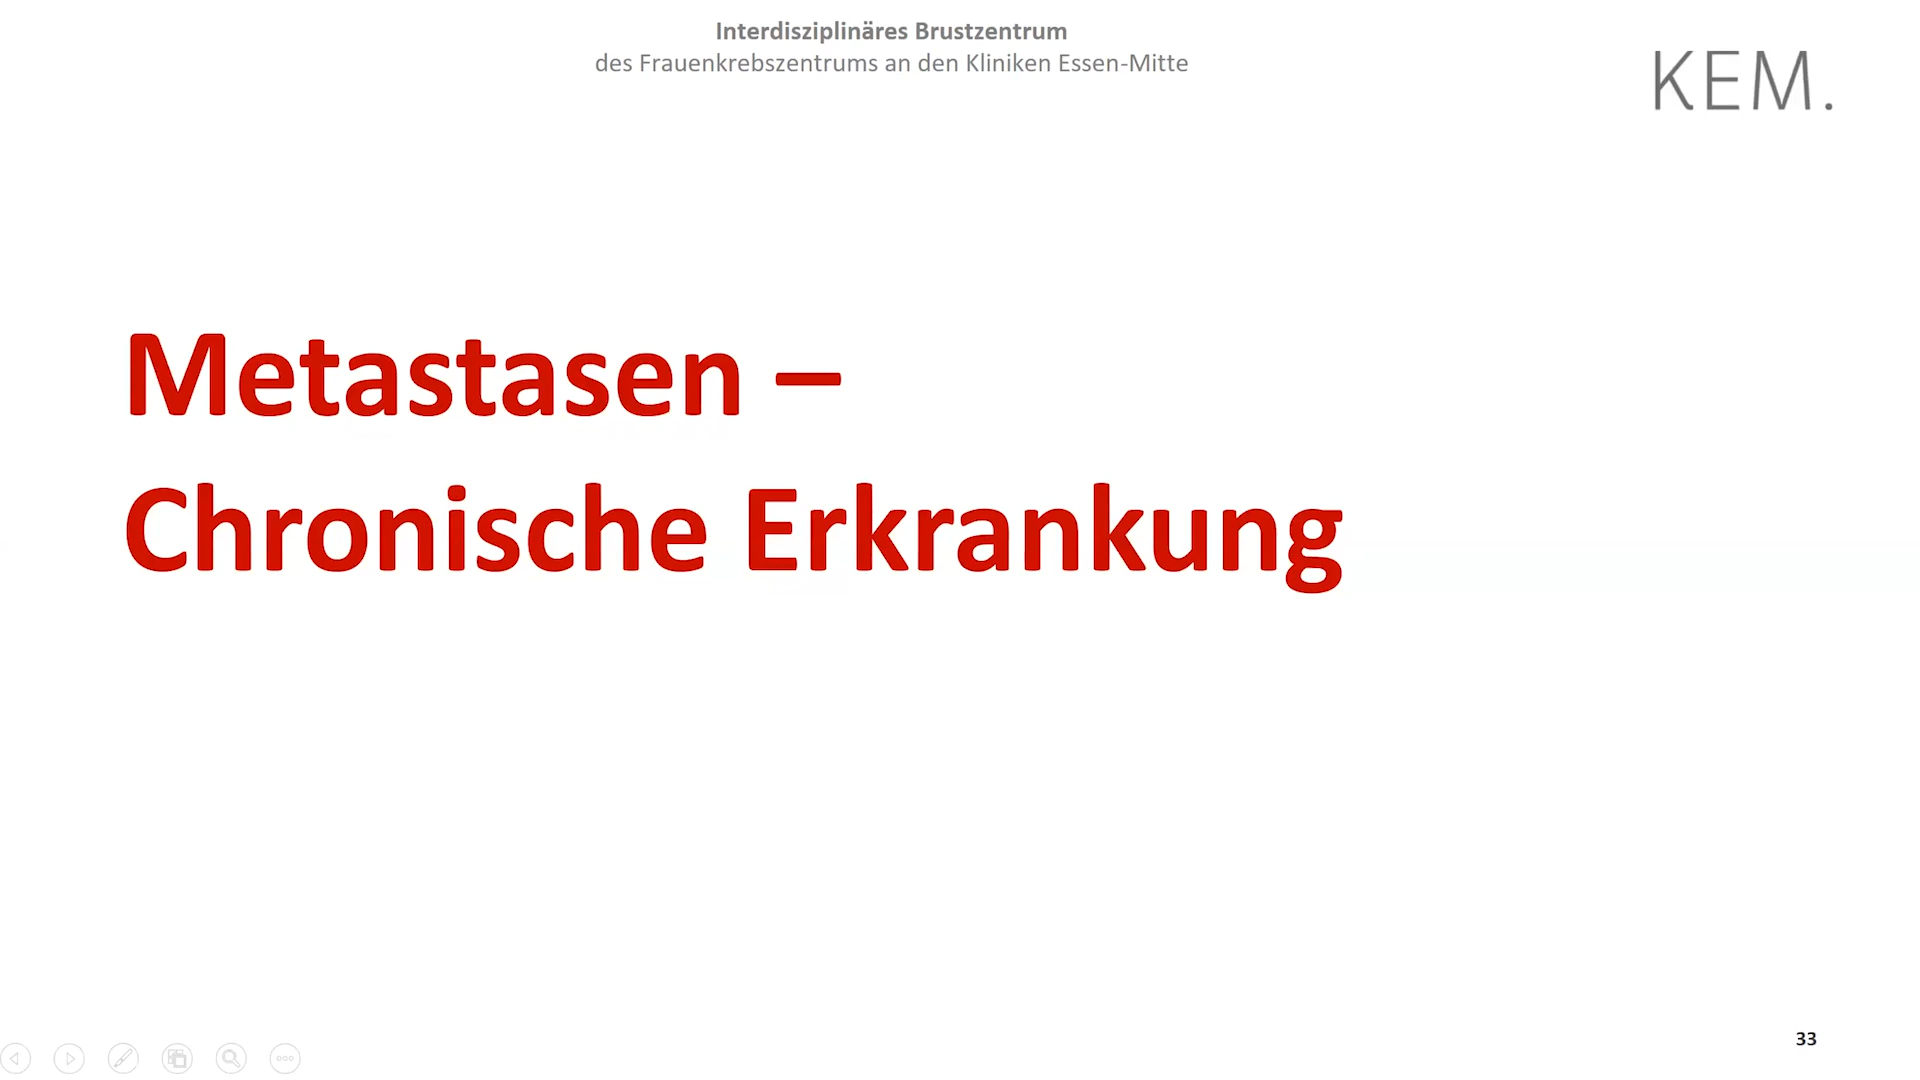 Interdisziplinäres Brustzentrum
des Frauenkrebszentrums an den Kliniken Essen-Mitte
KEM.
Metastasen –
Chronische Erkrankung
33